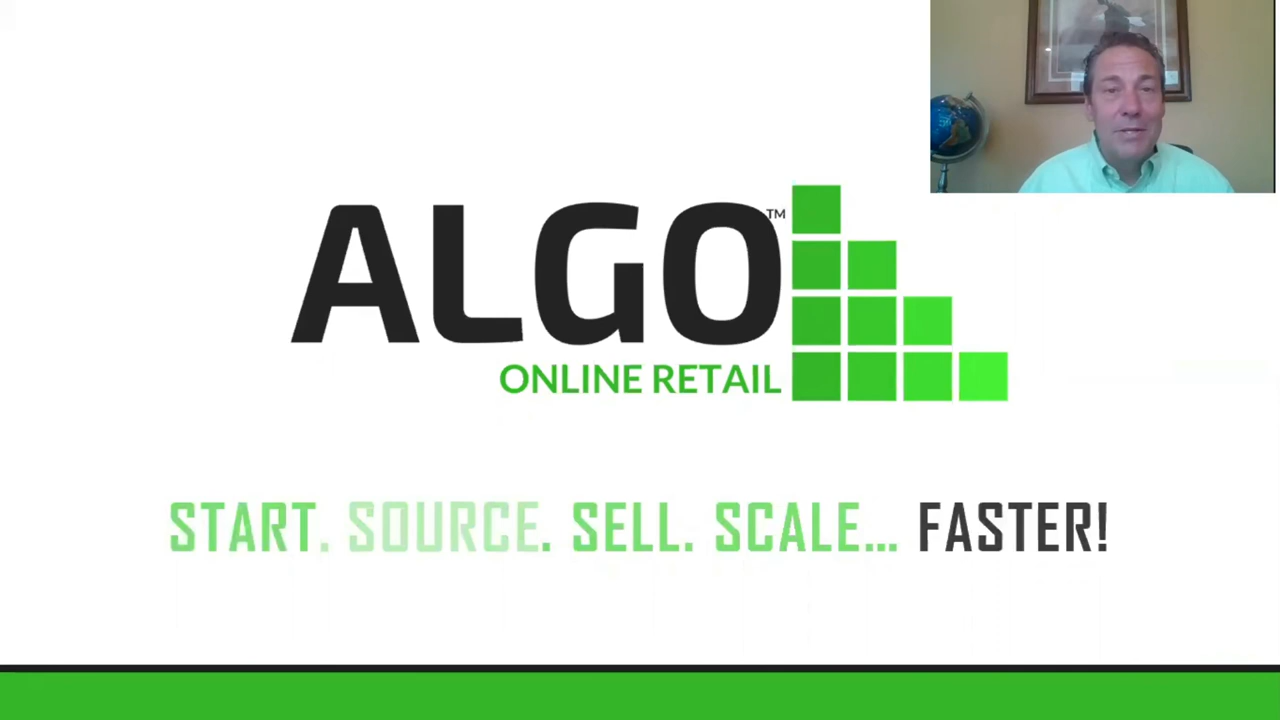 ALGO™
ONLINE RETAIL
START. SOURCE. SELL. SCALE... FASTER!